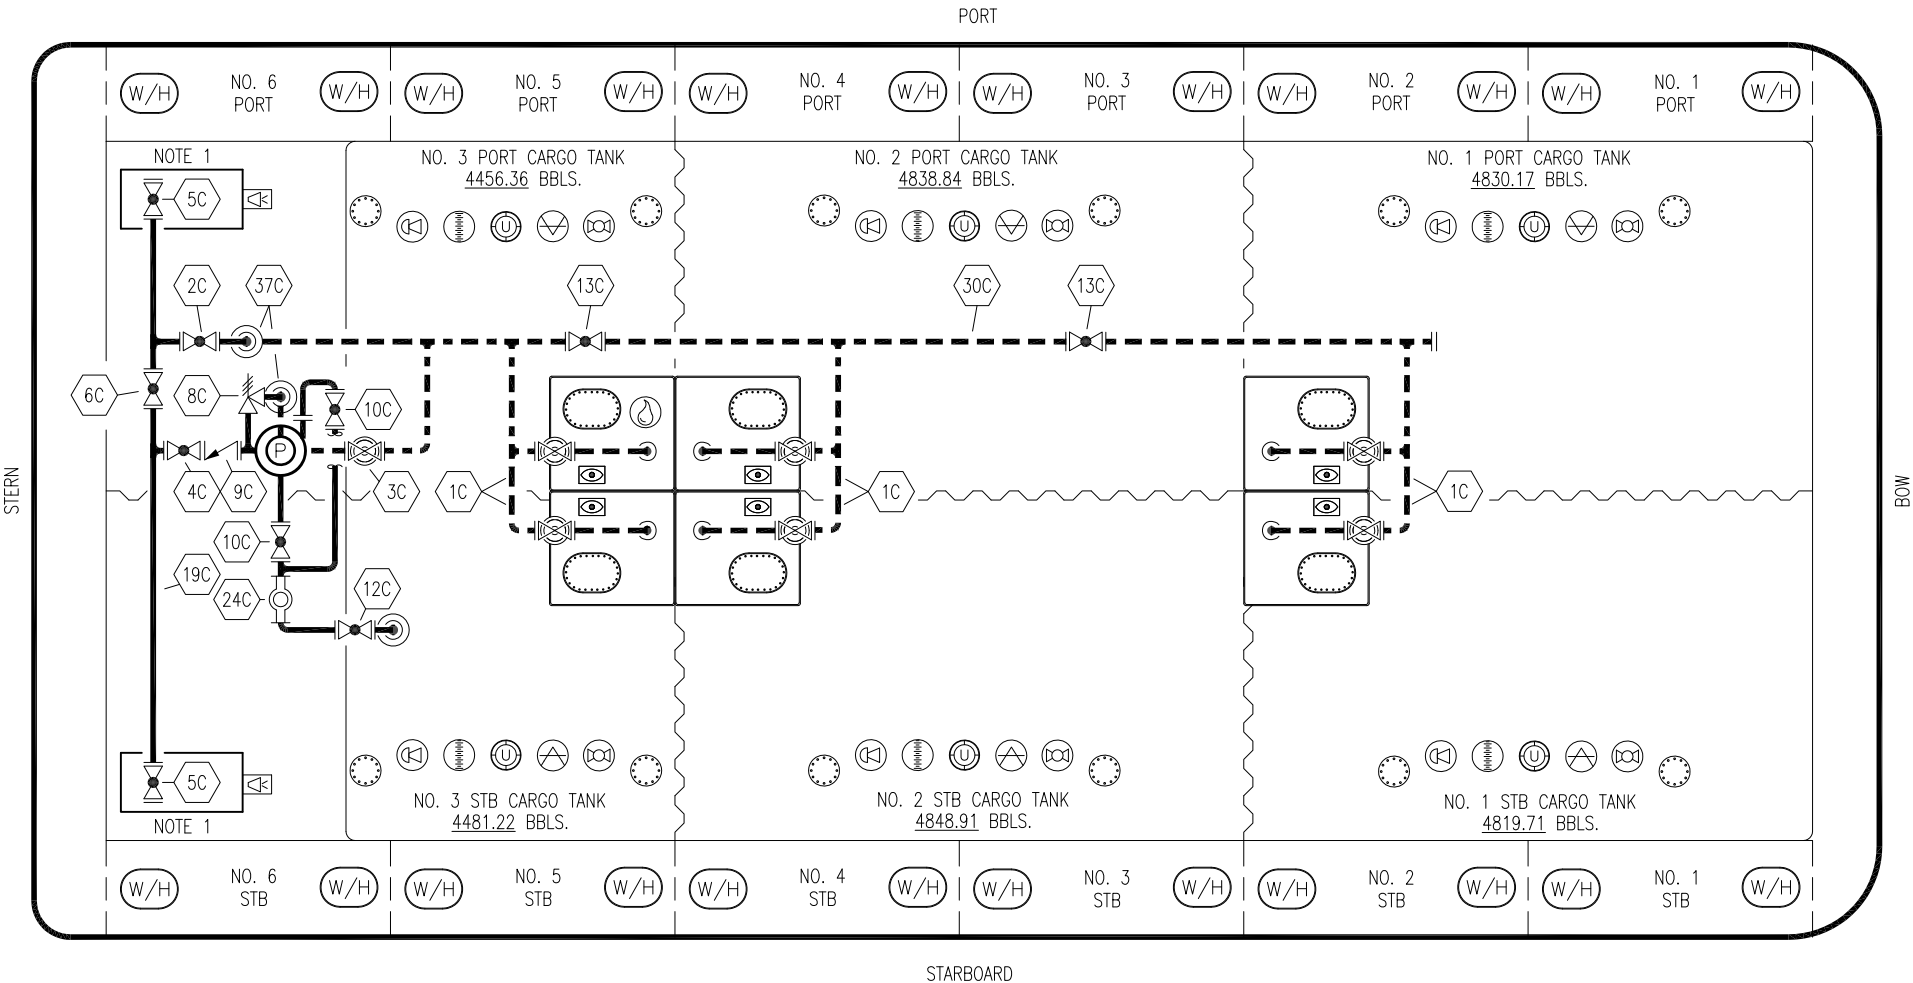 PORT
W/H
NO. 6
PORT
W/H
W/H
NO. 5
PORT
W/H
W/H
NO. 4
PORT
W/H
W/H
NO. 3
PORT
W/H
W/H
NO. 2
PORT
W/H
W/H
NO. 1
PORT
W/H
NOTE 1
NO. 3 PORT CARGO TANK
4456.36 BBLS.
NO. 2 PORT CARGO TANK
4838.84 BBLS.
NO. 1 PORT CARGO TANK
4830.17 BBLS.
5C
U
U
U
2C
37C
13C
30C
13C
6C
8C
10C
P
4C
9C
3C
1C
1C
1C
STERN
BOW
10C
19C
24C
12C
U
U
U
5C
NOTE 1
NO. 3 STB CARGO TANK
4481.22 BBLS.
NO. 2 STB CARGO TANK
4848.91 BBLS.
NO. 1 STB CARGO TANK
4819.71 BBLS.
W/H
NO. 6
STB
W/H
W/H
NO. 5
STB
W/H
W/H
NO. 4
STB
W/H
W/H
NO. 3
STB
W/H
W/H
NO. 2
STB
W/H
W/H
NO. 1
STB
W/H
STARBOARD